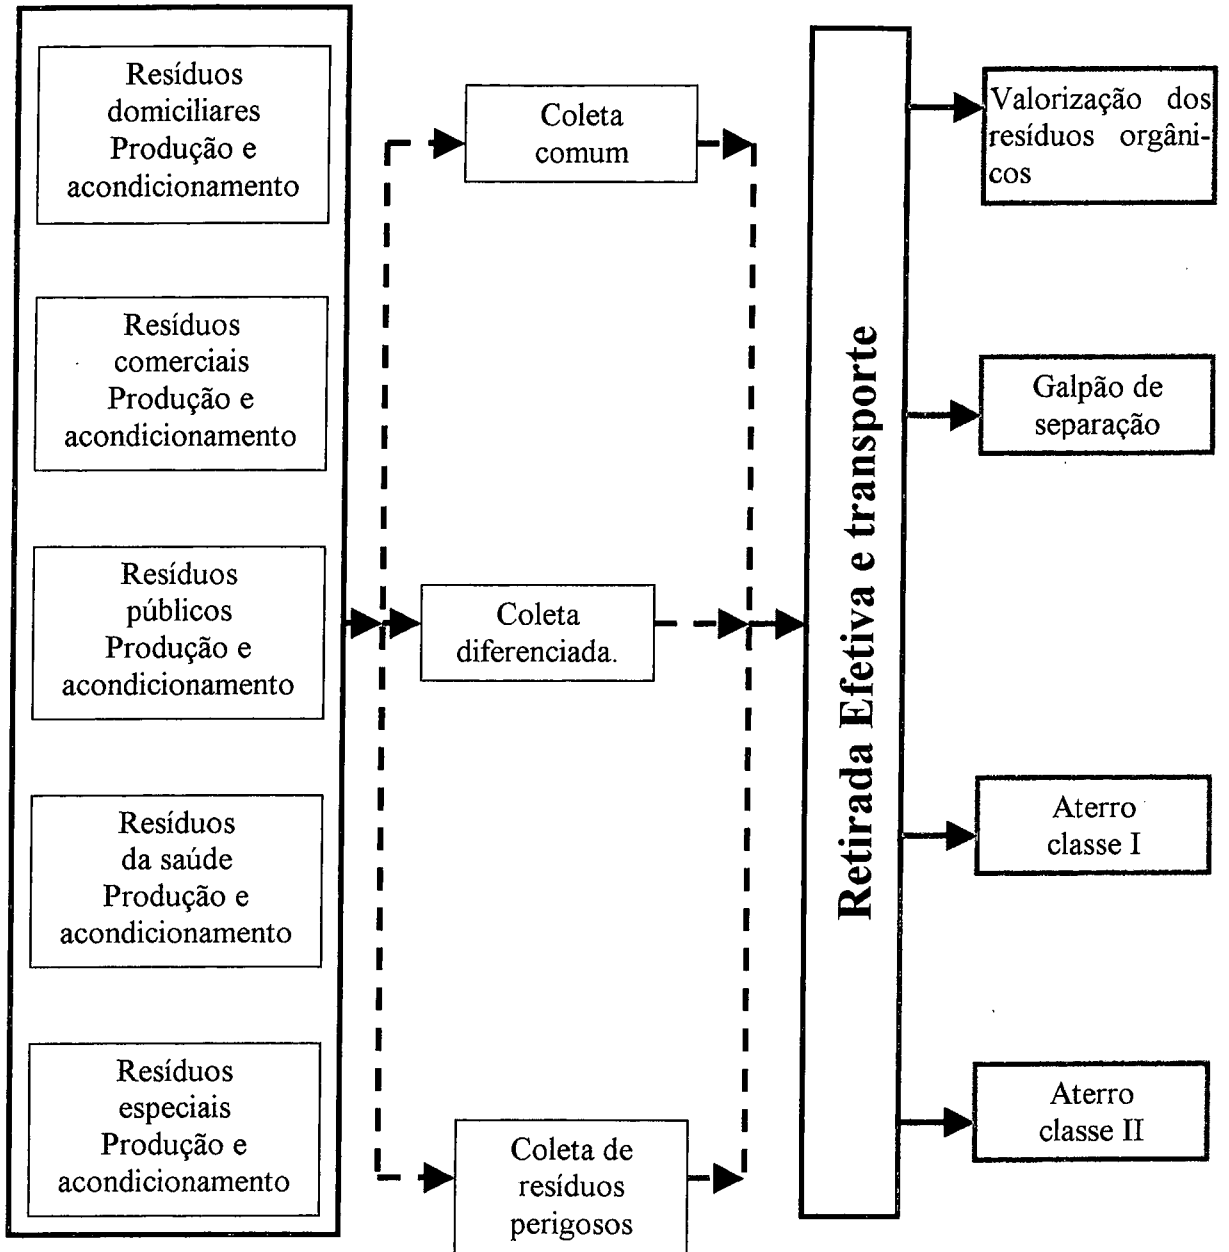 Resíduos
domiciliares
Produção e
acondicionamento
Resíduos
comerciais
Produção e
acondicionamento
Resíduos
públicos
Produção e
acondicionamento
Resíduos
da saúde
Produção e
acondicionamento
Resíduos
especiais
Produção e
acondicionamento
Coleta
comum
Coleta
diferenciada.
Coleta de
resíduos
perigosos
Retirada Efetiva e transporte
Valorização dos
resíduos orgâni-
cos
Galpão de
separação
Aterro
classe I
Aterro
classe II